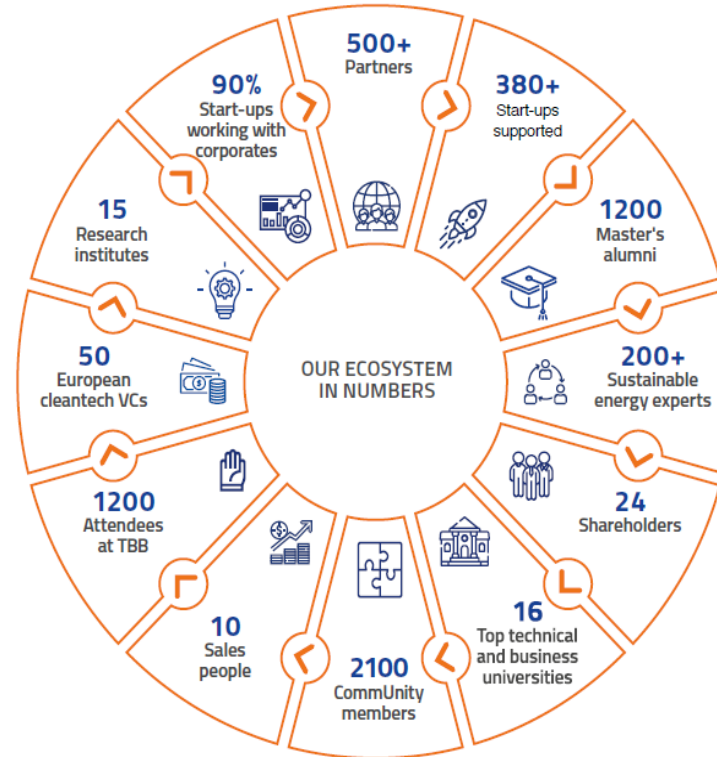 500+
Partners
380+
Start-ups
supported
1200
Master's
alumni
200+
Sustainable
energy experts
24
Shareholders
16
Top technical
and business
universities
2100
CommUnity
members
10
Sales
people
1200
Attendees
at TBB
50
European
cleantech VCs
15
Research
institutes
90%
Start-ups
working with
corporates
OUR ECOSYSTEM
IN NUMBERS